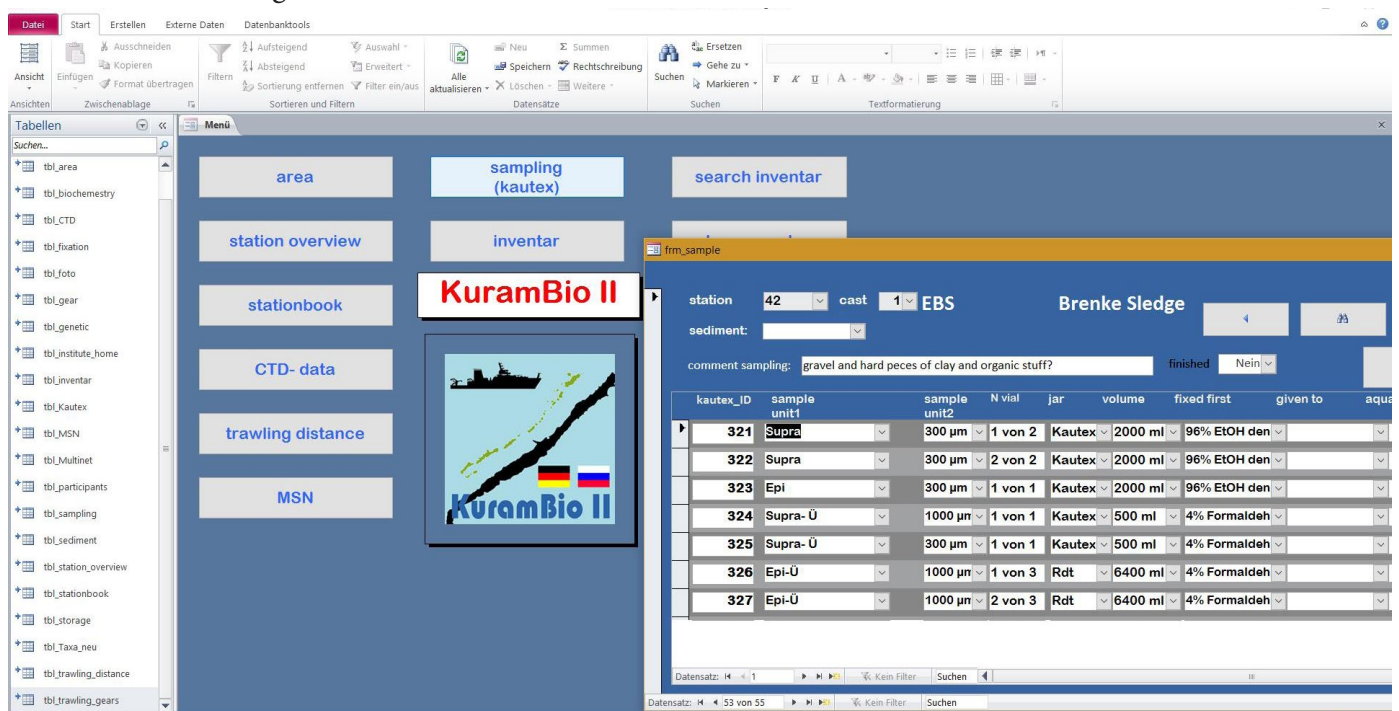 Datei Start Erstellen Externe Daten Datenbanktools
Ansicht
Ansichten
Einfügen
Ausschneiden
Kopieren
Format übertragen
Zwischenablage
Filtern
Aufsteigend
Absteigend
Sortierung entfernen
Auswahl
Erweitert
Filter ein/aus
Sortieren und Filtern
Alle
aktualisieren
Neu
Speichern
Löschen
Summen
Rechtschreibung
Weitere
Datensätze
Suchen
Ersetzen
Gehe zu
Markieren
Suchen
F K U A
Textformatierung
Tabellen
Suchen...
tbl_area
tbl_biochemestry
tbl_CTD
tbl_fixation
tbl_foto
tbl_gear
tbl_genetic
tbl_institute_home
tbl_inventar
tbl_Kautex
tbl_MSN
tbl_Multinet
tbl_participants
tbl_sampling
tbl_sediment
tbl_station_overview
tbl_stationbook
tbl_storage
tbl_Taxa_neu
tbl_trawling_distance
tbl_trawling_gears
Menü
area
station overview
stationbook
CTD- data
trawling distance
MSN
sampling
(kautex)
inventar
KuramBio II
KuramBio II
search inventar
frm_sample
station 42 cast 1 EBS Brenke Sledge
sediment:
comment sampling: gravel and hard peces of clay and organic stuff? finished Nein
kautex_ID sample unit1 sample unit2 N vial jar volume fixed first given to aqua
321 Supra 300 µm 1 von 2 Kautex 2000 ml 96% EtOH den
322 Supra 300 µm 2 von 2 Kautex 2000 ml 96% EtOH den
323 Epi 300 µm 1 von 1 Kautex 2000 ml 96% EtOH den
324 Supra- Ü 1000 µm 1 von 1 Kautex 500 ml 4% Formaldeh
325 Supra- Ü 300 µm 1 von 1 Kautex 500 ml 4% Formaldeh
326 Epi-Ü 1000 µm 1 von 3 Rdt 6400 ml 4% Formaldeh
327 Epi-Ü 1000 µm 2 von 3 Rdt 6400 ml 4% Formaldeh
Datensatz: 1 Kein Filter Suchen
Datensatz: 53 von 55 Kein Filter Suchen